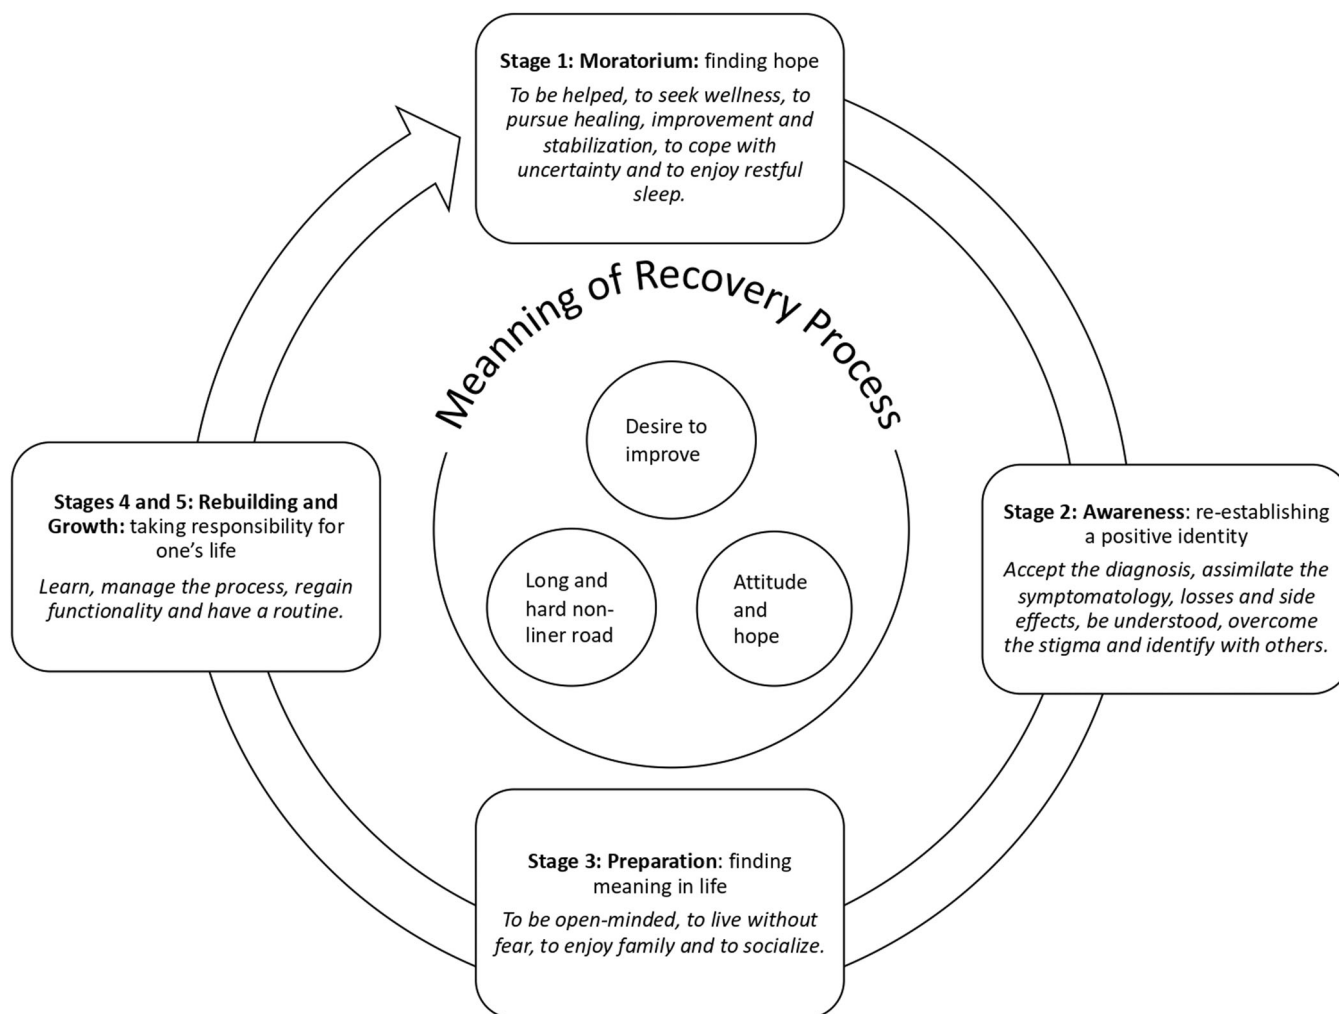 Stage 1: Moratorium: finding hope
To be helped, to seek wellness, to
pursue healing, improvement and
stabilization, to cope with
uncertainty and to enjoy restful
sleep.
Meanning of Recovery Process
Desire to
improve
Long and
hard non-
liner road
Attitude
and
hope
Stage 2: Awareness: re-establishing
a positive identity
Accept the diagnosis, assimilate the
symptomatology, losses and side
effects, be understood, overcome
the stigma and identify with others.
Stage 3: Preparation: finding
meaning in life
To be open-minded, to live without
fear, to enjoy family and to socialize.
Stages 4 and 5: Rebuilding and
Growth: taking responsibility for
one’s life
Learn, manage the process, regain
functionality and have a routine.